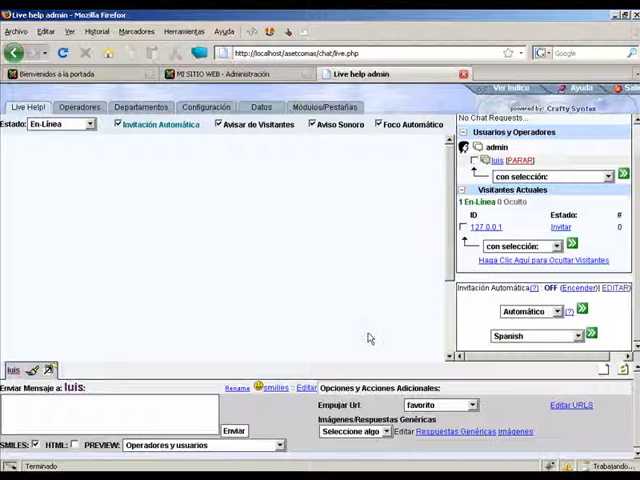 Live help admin - Mozilla Firefox
Archivo Editar Ver Historial Marcadores Herramientas Ayuda
http://localhost/asetcomas/chat/live.php
Google
Bienvenidos a la portada
MI SITIO WEB - Administración
Live help admin
Ver Indice Ayuda Sali
powered by: Crafty Syntax
Live Help! Operadores Departamentos Configuración Datos Módulos/Pestañas
Estado: En-Línea Invitación Automática Avisar de Visitantes Aviso Sonoro Foco Automático
No Chat Requests...
Usuarios y Operadores
admin
luis [PARAR]
con selección:
Visitantes Actuales
1 En-Línea 0 Oculto
ID Estado: #
127.0.0.1 Invitar 0
con selección:
Haga Clic Aquí para Ocultar Visitantes
Invitación Automática(?) : OFF (Encender)[EDITAR]
Automático (?)
Spanish
luis
Enviar Mensaje a luis: Rename smilies :: Editar
Opciones y Acciones Adicionales:
Empujar Url: favorito Editar URLS
Imágenes/Respuestas Genéricas
Enviar
Seleccione algo Editar Respuestas Genéricas Imágenes
SMILES: HTML: PREVIEW: Operadores y usuarios
Terminado
Trabajando...